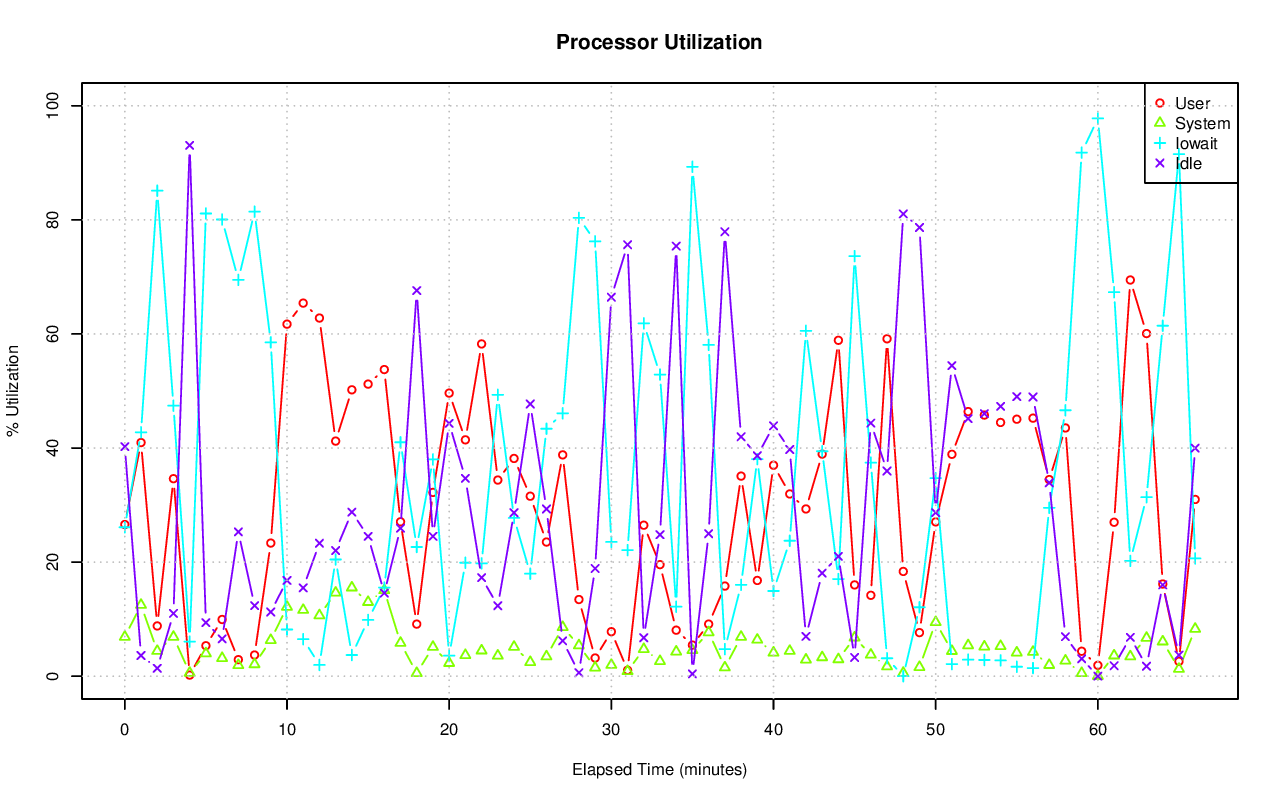 Processor Utilization
% Utilization
100
80
60
40
20
0
User
System
Iowait
Idle
0 10 20 30 40 50 60
Elapsed Time (minutes)